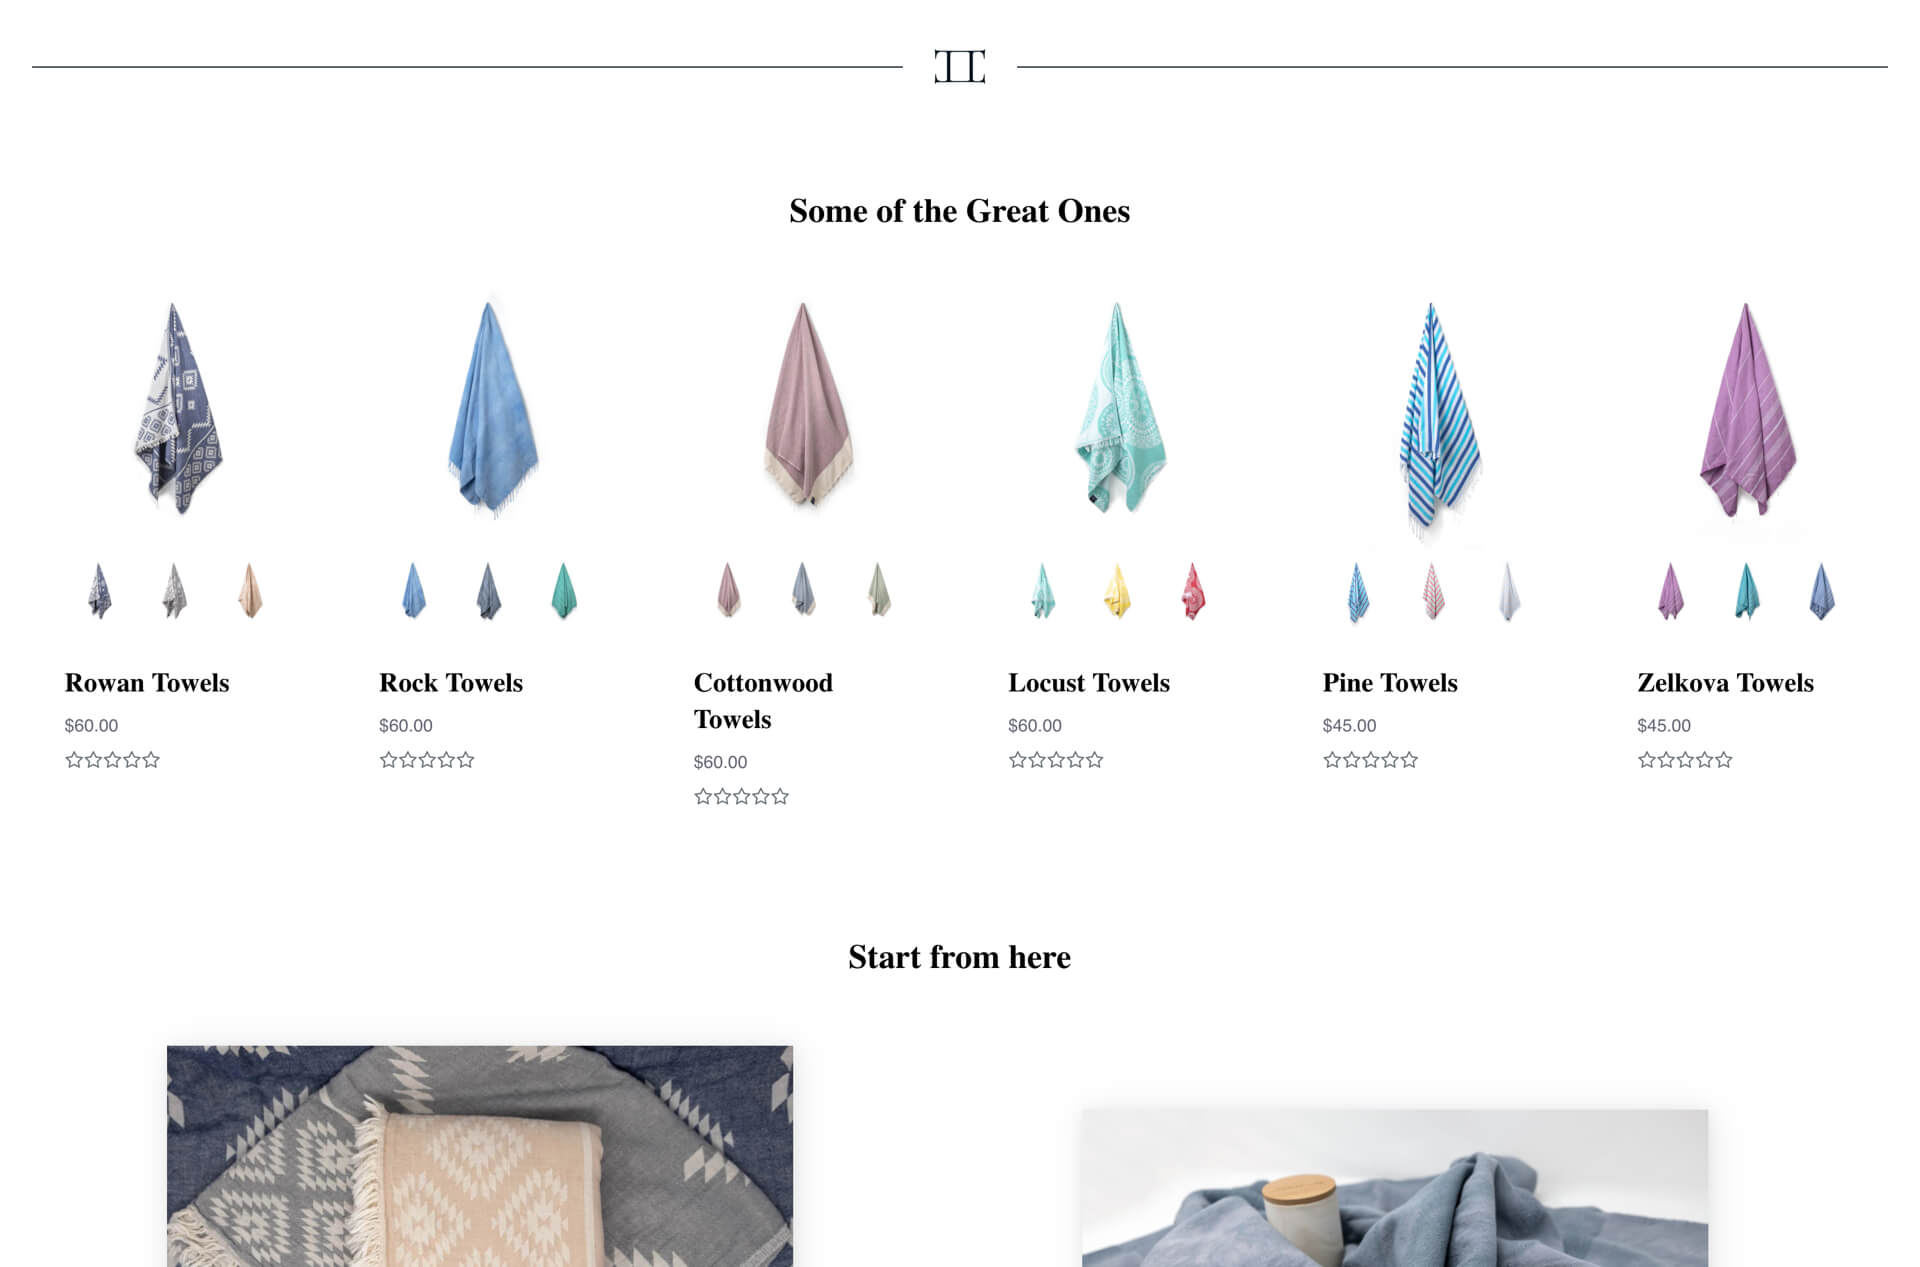 Some of the Great Ones
Rowan Towels
$60.00
Rock Towels
$60.00
Cottonwood
Towels
$60.00
Locust Towels
$60.00
Pine Towels
$45.00
Zelkova Towels
$45.00
Start from here